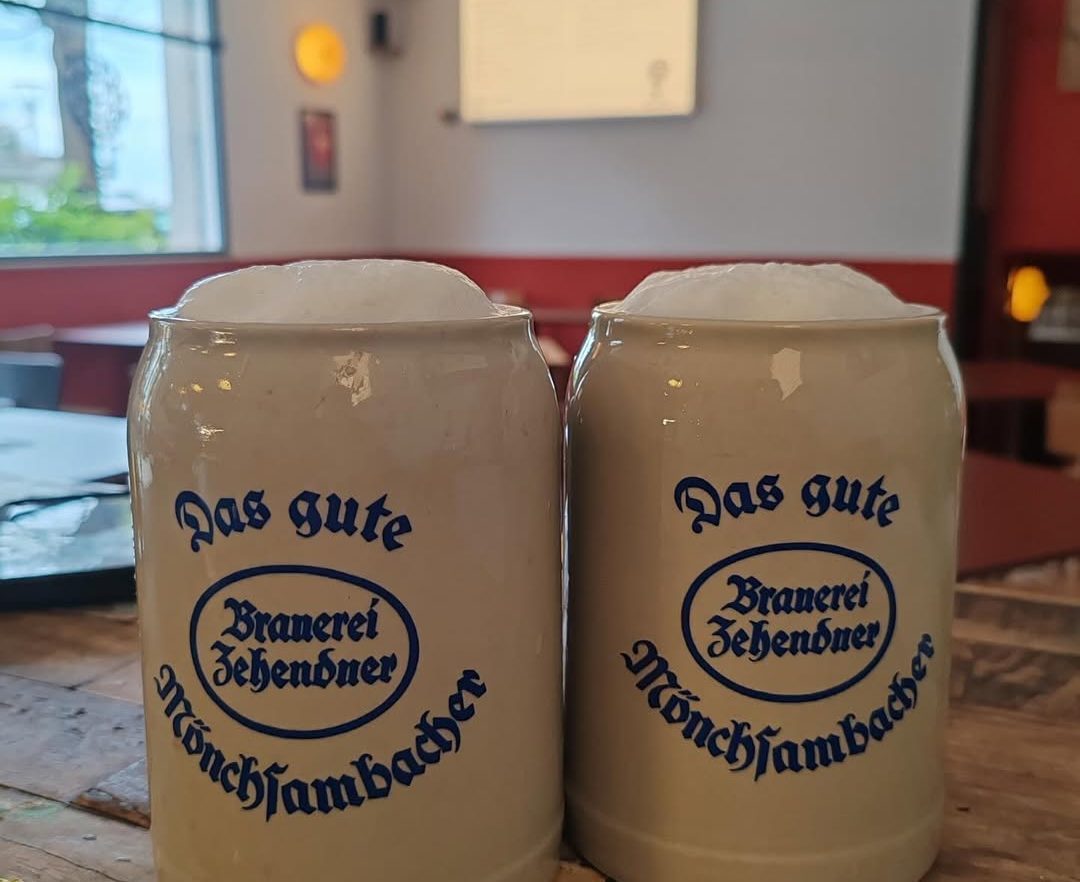 Das gute
Brauerei
Zehendner
Mönchsambacher
Das gute
Brauerei
Zehendner
Mönchsambacher